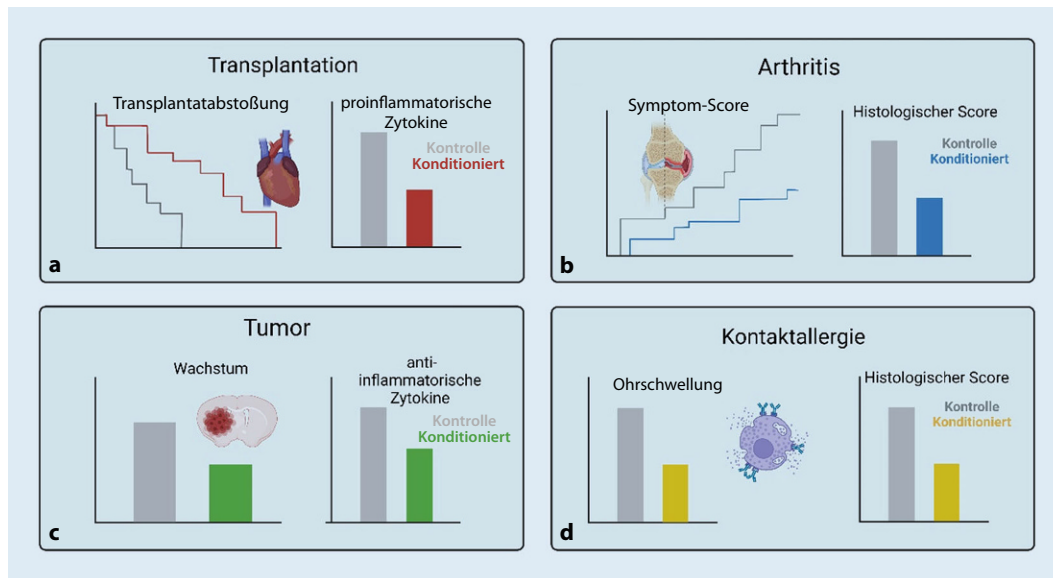 Transplantation
Transplantatabstoßung
proinflammatorische
Zytokine
Kontrolle
Konditioniert
a
Arthritis
Symptom-Score
Histologischer Score
Kontrolle
Konditioniert
b
Tumor
Wachstum
anti-
inflammatorische
Zytokine
Kontrolle
Konditioniert
c
Kontaktallergie
Ohrschwellung
Histologischer Score
Kontrolle
Konditioniert
d